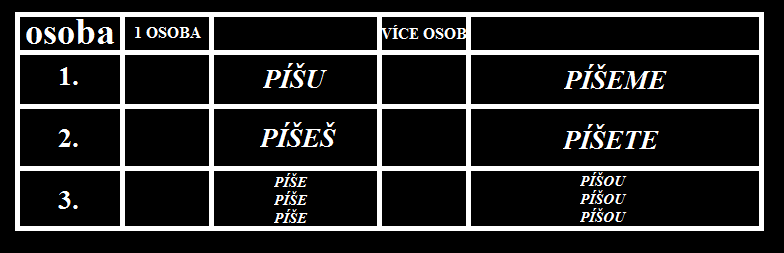 osoba 1 OSOBA VÍCE OSOB
1. PÍŠU PÍŠEME
2. PÍŠEŠ PÍŠETE
3. PÍŠE PÍŠOU
PÍŠE PÍŠOU
PÍŠE PÍŠOU